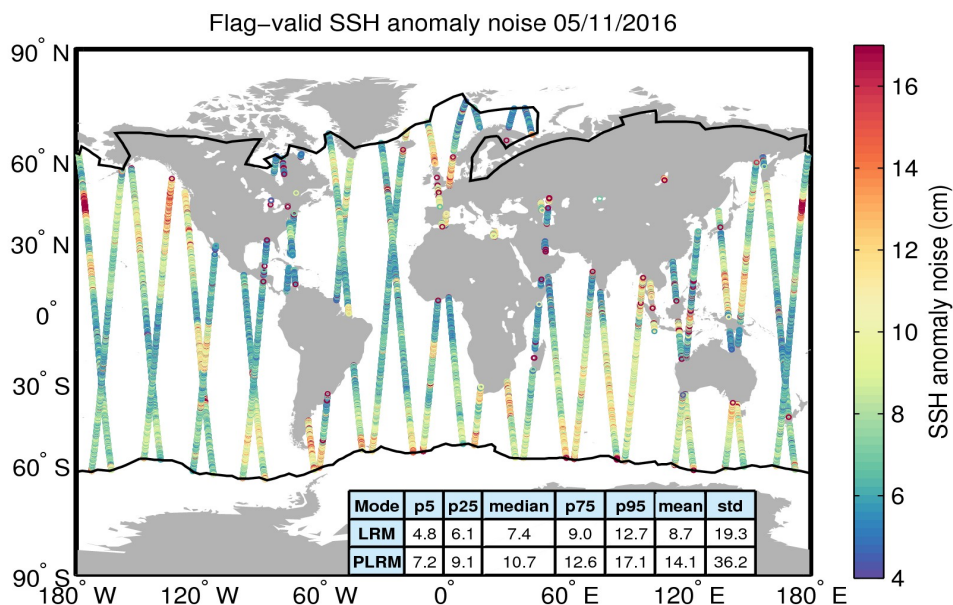 Flag−valid SSH anomaly noise 05/11/2016
90° N
60° N
30° N
0°
30° S
60° S
90° S
180° W
120° W
60° W
0°
60° E
120° E
180° E
16
14
12
10
8
6
4
SSH anomaly noise (cm)
Mode p5 p25 median p75 p95 mean std
LRM 4.8 6.1 7.4 9.0 12.7 8.7 19.3
PLRM 7.2 9.1 10.7 12.6 17.1 14.1 36.2